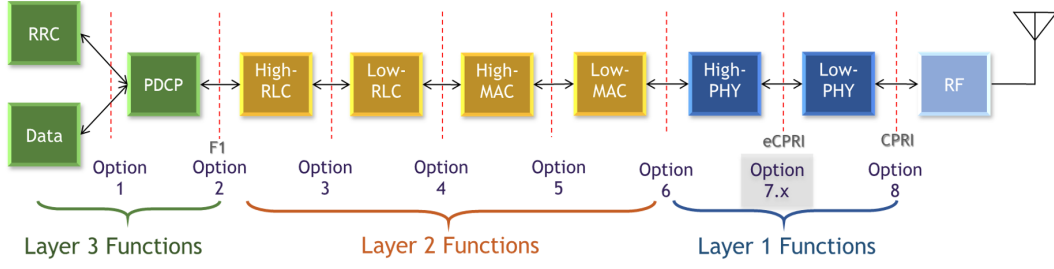 RRC
Data
PDCP
High-
RLC
Low-
RLC
High-
MAC
Low-
MAC
High-
PHY
Low-
PHY
RF
F1
eCPRI
CPRI
Option
1
Option
2
Option
3
Option
4
Option
5
Option
6
Option
7.x
Option
8
Layer 3 Functions
Layer 2 Functions
Layer 1 Functions